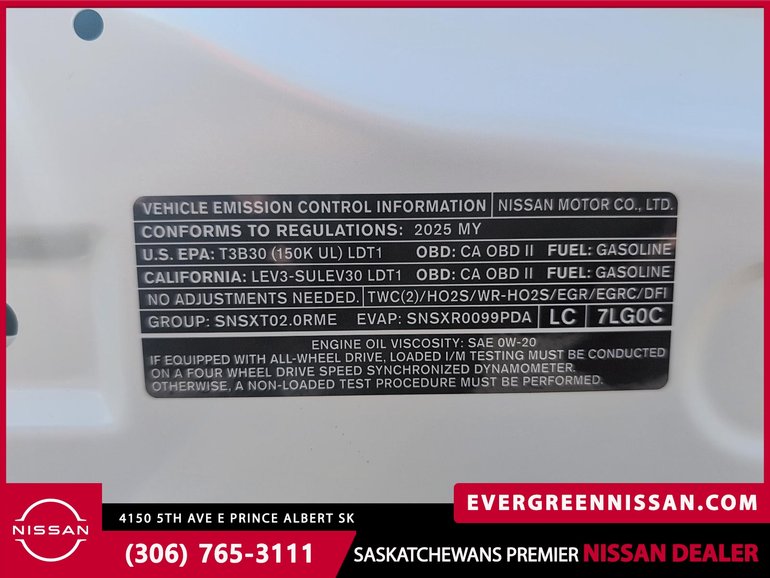 VEHICLE EMISSION CONTROL INFORMATION NISSAN MOTOR CO., LTD.
CONFORMS TO REGULATIONS: 2025 MY
U.S. EPA: T3B30 (150K UL) LDT1 OBD: CA OBD II FUEL: GASOLINE
CALIFORNIA: LEV3-SULEV30 LDT1 OBD: CA OBD II FUEL: GASOLINE
NO ADJUSTMENTS NEEDED. TWC(2)/HO2S/WR-HO2S/EGR/EGRC/DFI
GROUP: SNSXT02.0RME EVAP: SNSXR0099PDA LC 7LG0C
ENGINE OIL VISCOSITY: SAE 0W-20
IF EQUIPPED WITH ALL-WHEEL DRIVE, LOADED I/M TESTING MUST BE CONDUCTED
ON A FOUR WHEEL DRIVE SPEED SYNCHRONIZED DYNAMOMETER.
OTHERWISE, A NON-LOADED TEST PROCEDURE MUST BE PERFORMED.
NISSAN
4150 5TH AVE E PRINCE ALBERT SK
EVERGREENNISSAN.COM
(306) 765-3111
SASKATCHEWANS PREMIER NISSAN DEALER